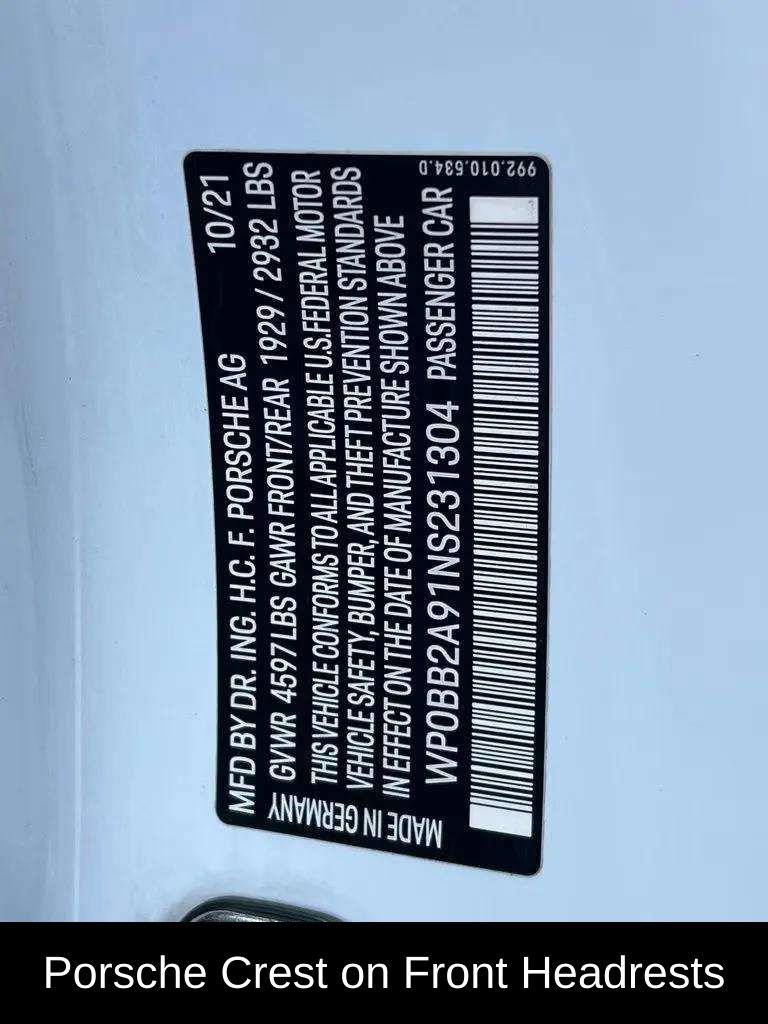 MFD BY DR. ING. H.C. F. PORSCHE AG 10/21
GVWR 4597 LBS GAWR FRONT/REAR 1929 / 2932 LBS
THIS VEHICLE CONFORMS TO ALL APPLICABLE U.S. FEDERAL MOTOR
VEHICLE SAFETY, BUMPER, AND THEFT PREVENTION STANDARDS
IN EFFECT ON THE DATE OF MANUFACTURE SHOWN ABOVE
WP0BB2A91NS231304 PASSENGER CAR
MADE IN GERMANY
992.010.534.D
3
Porsche Crest on Front Headrests